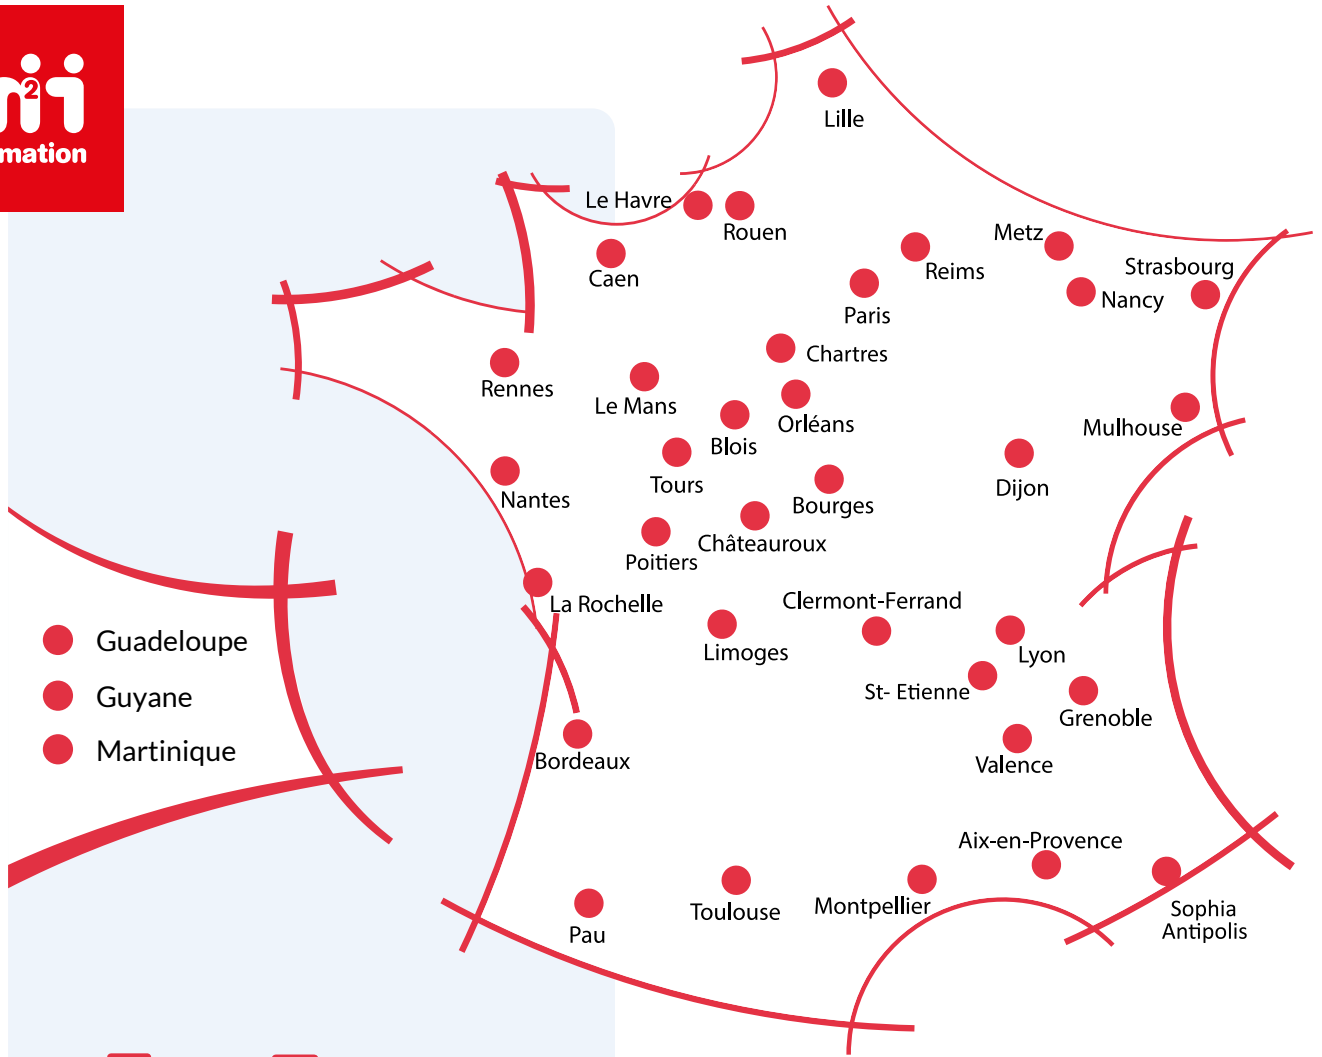 m2i
mation
Lille
Le Havre
Rouen
Caen
Reims
Metz
Strasbourg
Nancy
Paris
Chartres
Rennes
Le Mans
Orléans
Blois
Mulhouse
Tours
Nantes
Bourges
Dijon
Châteauroux
Poitiers
La Rochelle
Clermont-Ferrand
Limoges
Lyon
St- Etienne
Grenoble
Valence
Bordeaux
Guadeloupe
Guyane
Martinique
Aix-en-Provence
Toulouse
Montpellier
Pau
Sophia
Antipolis